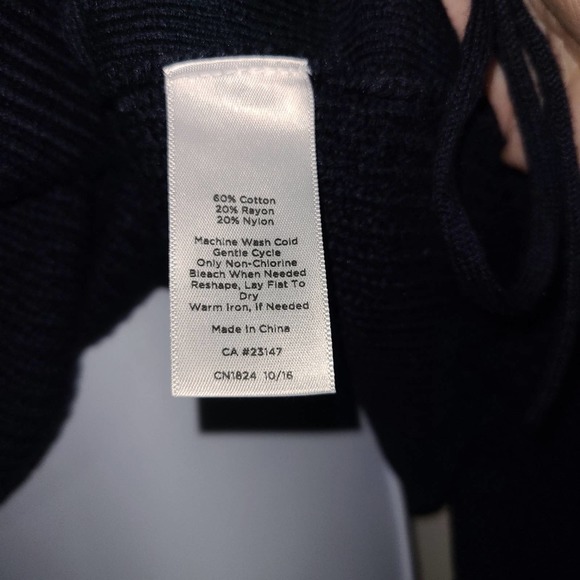 60% Cotton
20% Rayon
20% Nylon
Machine Wash Cold
Gentle Cycle
Only Non-Chlorine
Bleach When Needed
Reshape, Lay Flat To
Dry
Warm Iron, if Needed
Made In China
CA #23147
CN1824 10/16